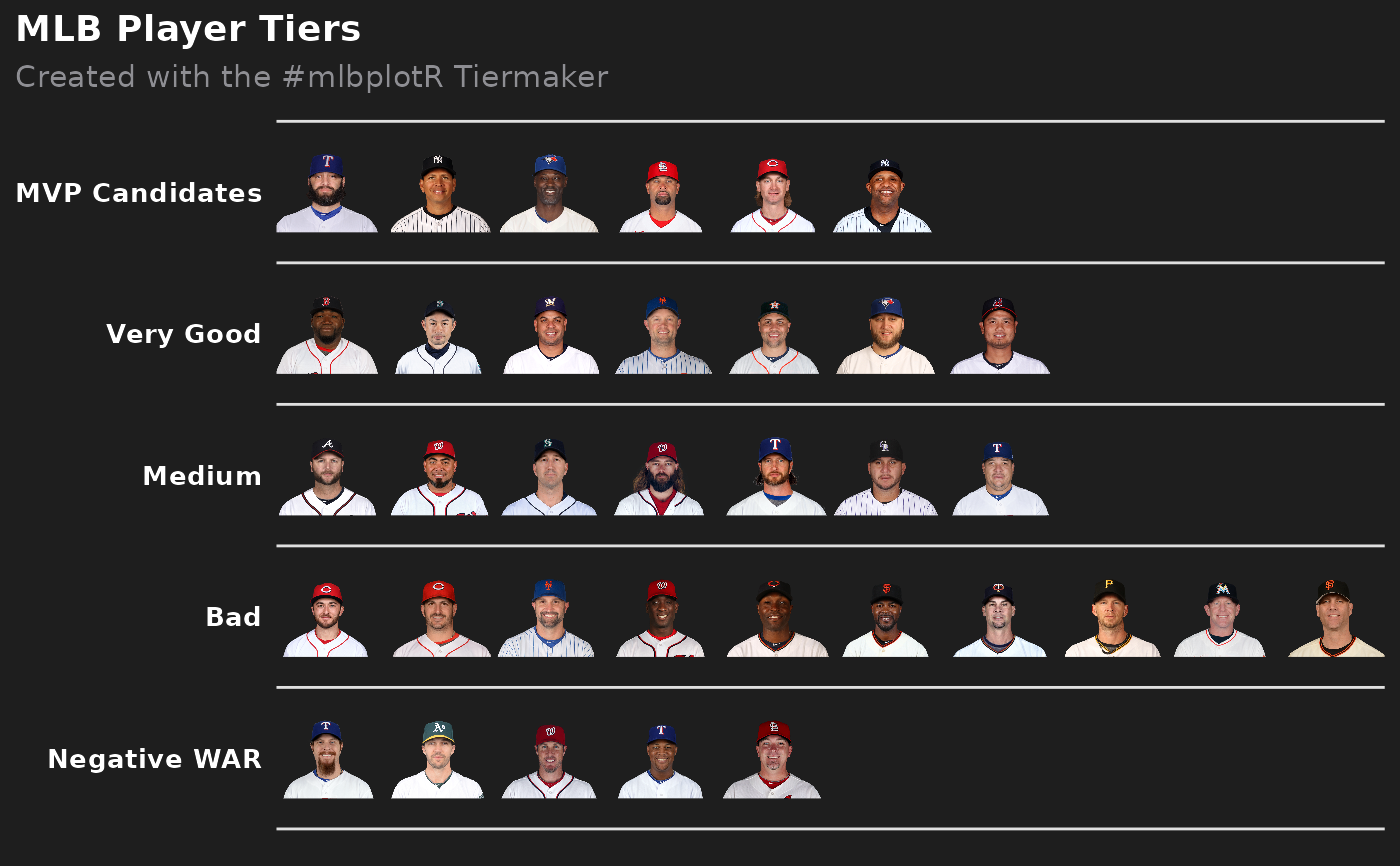 MLB Player Tiers
Created with the #mlbplotR Tiermaker
MVP Candidates
Very Good
Medium
Bad
Negative WAR